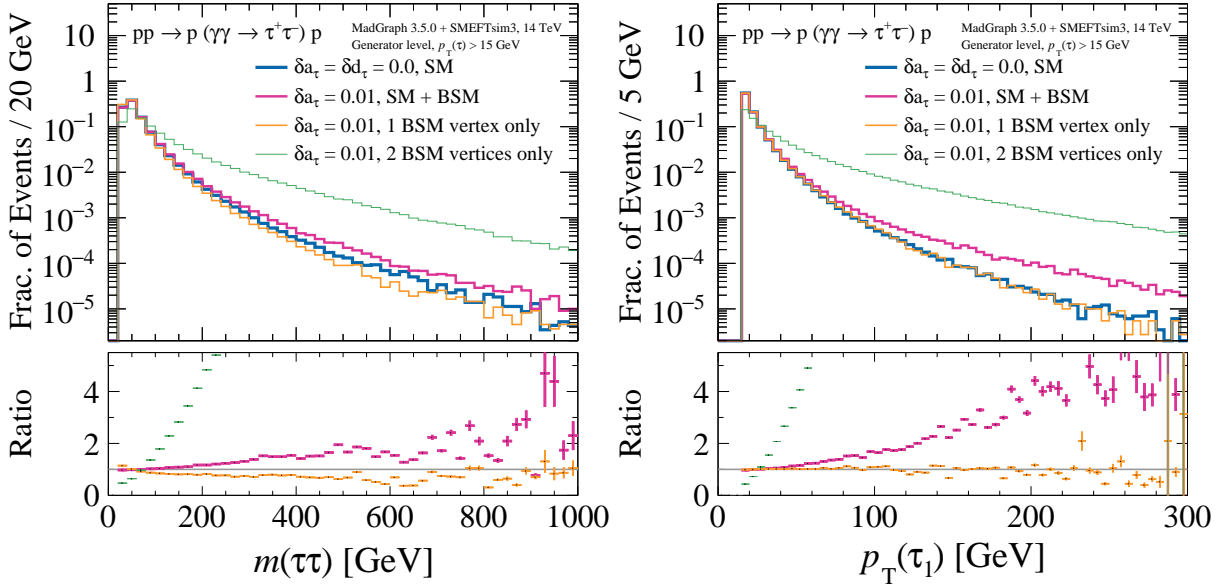 pp → p (γγ → τ⁺τ⁻) p
MadGraph 3.5.0 + SMEFTsim3, 14 TeV
Generator level, p_T(τ) > 15 GeV
δa_τ = δd_τ = 0.0, SM
δa_τ = 0.01, SM + BSM
δa_τ = 0.01, 1 BSM vertex only
δa_τ = 0.01, 2 BSM vertices only
Frac. of Events / 20 GeV
10
1
10⁻¹
10⁻²
10⁻³
10⁻⁴
10⁻⁵
Ratio
4
2
0
0 200 400 600 800 1000
m(ττ) [GeV]
pp → p (γγ → τ⁺τ⁻) p
MadGraph 3.5.0 + SMEFTsim3, 14 TeV
Generator level, p_T(τ) > 15 GeV
δa_τ = δd_τ = 0.0, SM
δa_τ = 0.01, SM + BSM
δa_τ = 0.01, 1 BSM vertex only
δa_τ = 0.01, 2 BSM vertices only
Frac. of Events / 5 GeV
10
1
10⁻¹
10⁻²
10⁻³
10⁻⁴
10⁻⁵
Ratio
4
2
0
0 100 200 300
p_T(τ₁) [GeV]